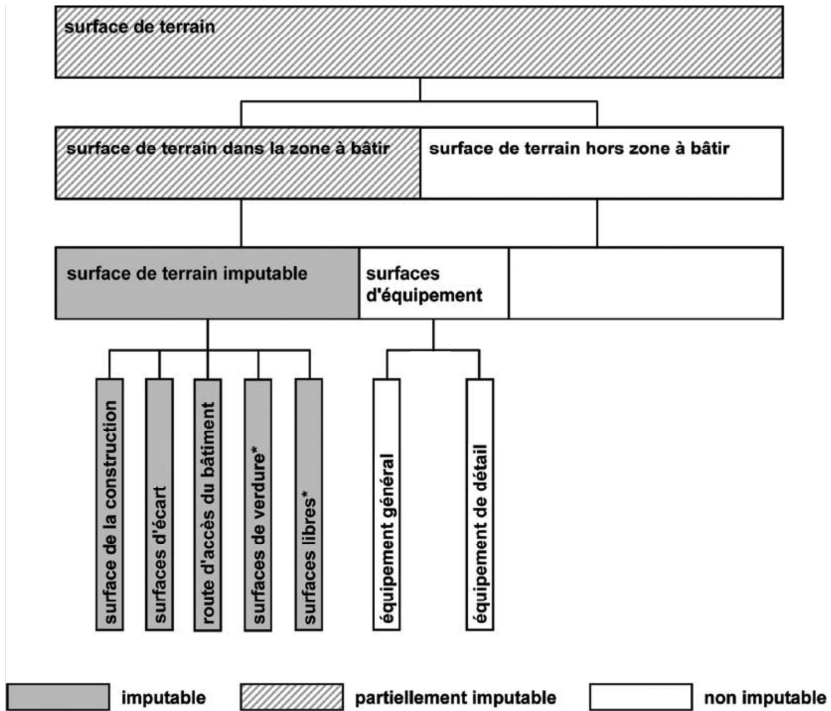 surface de terrain
surface de terrain dans la zone à bâtir
surface de terrain hors zone à bâtir
surface de terrain imputable
surfaces
d'équipement
surface de la construction
surfaces d'écart
route d'accès du bâtiment
surfaces de verdure*
surfaces libres*
équipement général
équipement de détail
imputable
partiellement imputable
non imputable